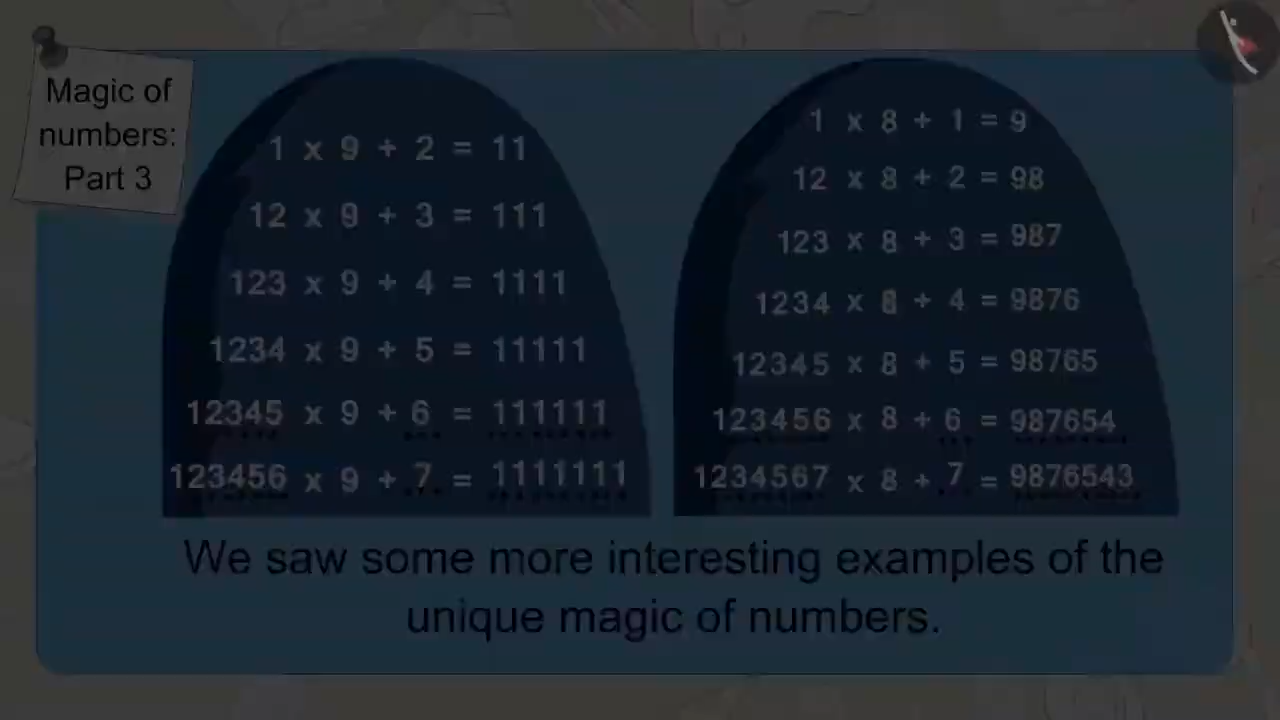 Magic of
numbers:
Part 3
1 x 9 + 2 = 11
12 x 9 + 3 = 111
123 x 9 + 4 = 1111
1234 x 9 + 5 = 11111
12345 x 9 + 6 = 111111
123456 x 9 + 7 = 1111111
1 x 8 + 1 = 9
12 x 8 + 2 = 98
123 x 8 + 3 = 987
1234 x 8 + 4 = 9876
12345 x 8 + 5 = 98765
123456 x 8 + 6 = 987654
1234567 x 8 + 7 = 9876543
We saw some more interesting examples of the
unique magic of numbers.